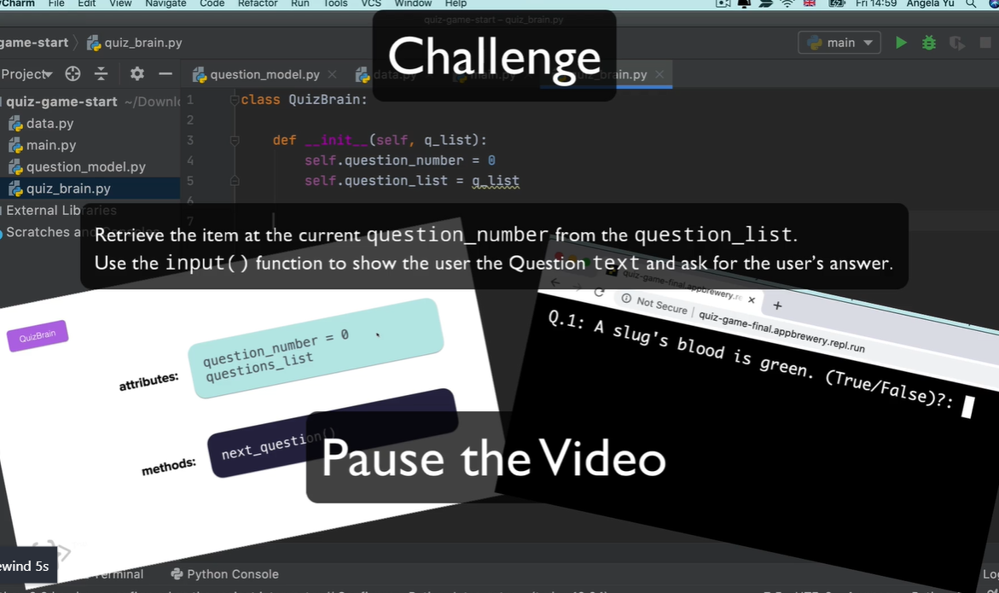 Charm File Edit View Navigate Code Refactor Run Tools VCS Window Help Fri 14:59 Angela Yu
quiz-game-start – quiz_brain.py
game-start quiz_brain.py main
Challenge
Project question_model.py data.py main.py quiz_brain.py
quiz-game-start ~/Downlo
data.py
main.py
question_model.py
quiz_brain.py
External Libraries
Scratches and Consoles
1 class QuizBrain:
2
3 def __init__(self, q_list):
4 self.question_number = 0
5 self.question_list = q_list
6
7
Retrieve the item at the current question_number from the question_list.
Use the input() function to show the user the Question text and ask for the user's answer.
QuizBrain
attributes:
question_number = 0
questions_list
methods:
next_question()
quiz-game-final.appbrewery.re
Not Secure | quiz-game-final.appbrewery.repl.run
Q.1: A slug's blood is green. (True/False)?:
Pause the Video
ewind 5s
Terminal Python Console